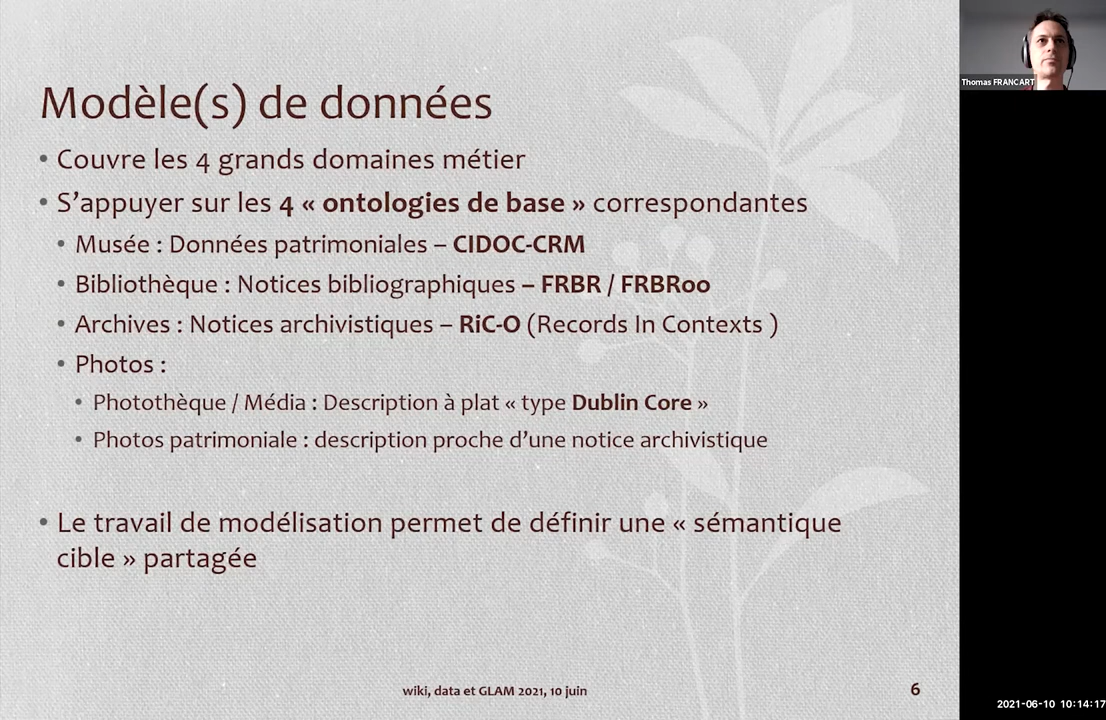 Modèle(s) de données
• Couvre les 4 grands domaines métier
• S’appuyer sur les 4 « ontologies de base » correspondantes
• Musée : Données patrimoniales – CIDOC-CRM
• Bibliothèque : Notices bibliographiques – FRBR / FRBRoo
• Archives : Notices archivistiques – RiC-O (Records In Contexts )
• Photos :
• Photothèque / Média : Description à plat « type Dublin Core »
• Photos patrimoniale : description proche d’une notice archivistique
• Le travail de modélisation permet de définir une « sémantique
cible » partagée
wiki, data et GLAM 2021, 10 juin
6
Thomas FRANCART
2021-06-10 10:14:17